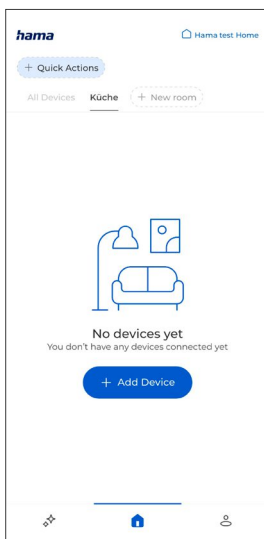 hama
Hama test Home
+ Quick Actions
All Devices Küche + New room
No devices yet
You don't have any devices connected yet
+ Add Device